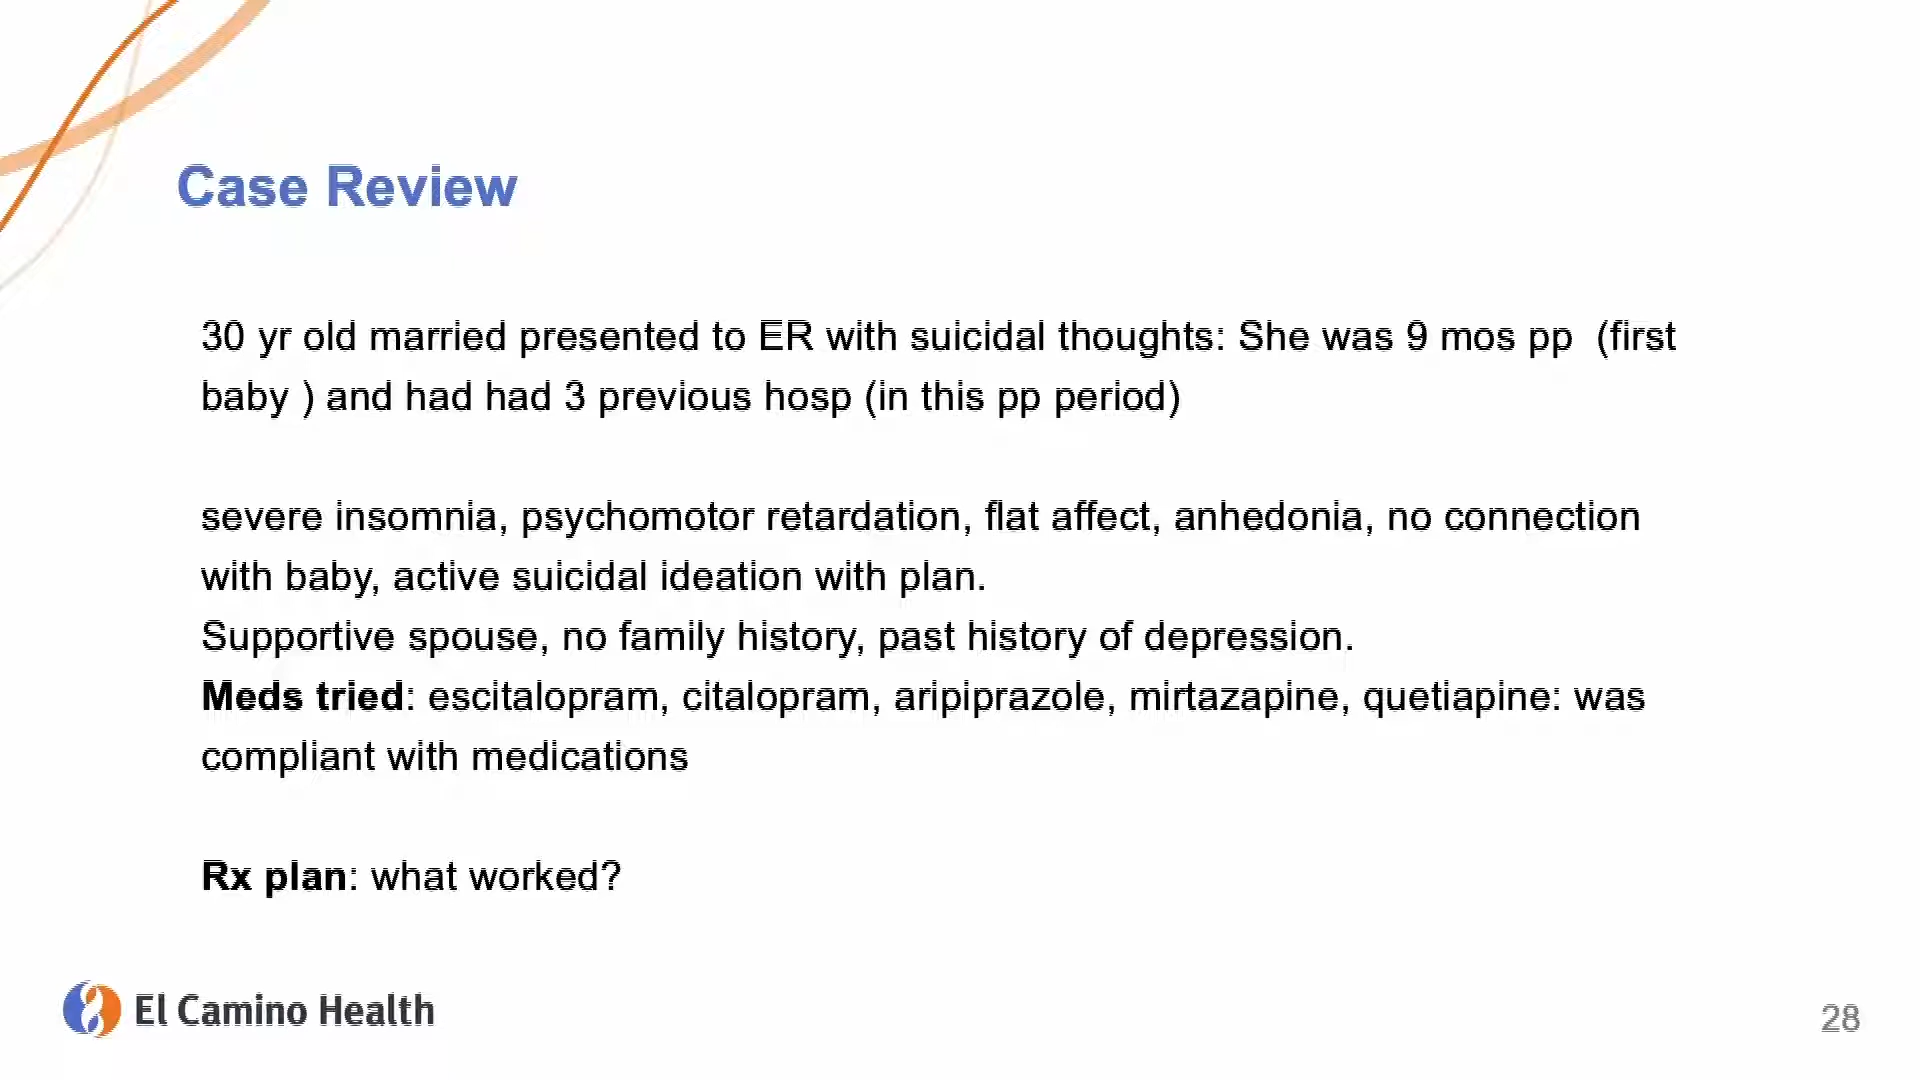 Case Review
30 yr old married presented to ER with suicidal thoughts: She was 9 mos pp  (first
baby ) and had had 3 previous hosp (in this pp period)
severe insomnia, psychomotor retardation, flat affect, anhedonia, no connection
with baby, active suicidal ideation with plan.
Supportive spouse, no family history, past history of depression.
Meds tried: escitalopram, citalopram, aripiprazole, mirtazapine, quetiapine: was
compliant with medications
Rx plan: what worked?
El Camino Health
28